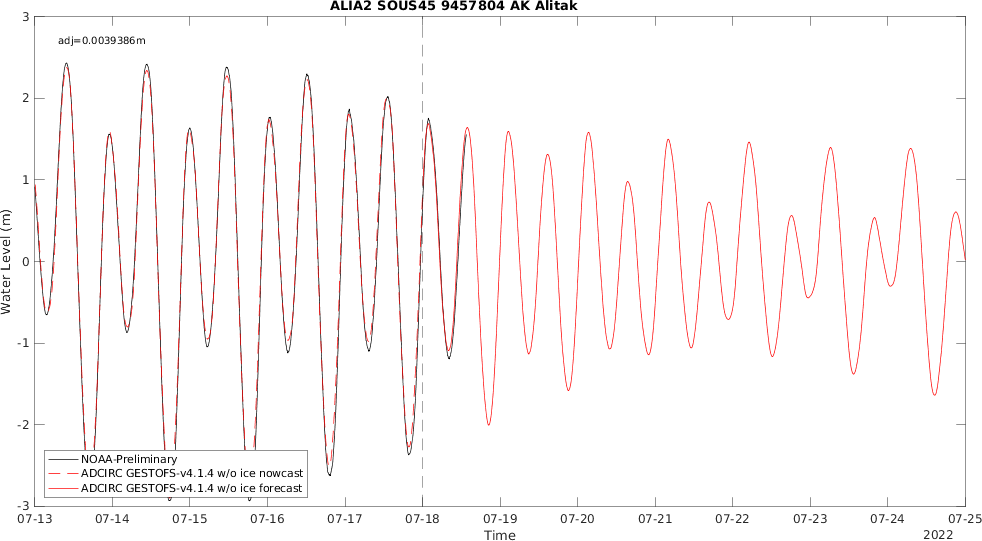 ALIA2 SOUS45 9457804 AK Alitak
adj=0.0039386m
3
2
1
0
-1
-2
-3
Water Level (m)
NOAA-Preliminary
ADCIRC GESTOFS-v4.1.4 w/o ice nowcast
ADCIRC GESTOFS-v4.1.4 w/o ice forecast
07-13 07-14 07-15 07-16 07-17 07-18 07-19 07-20 07-21 07-22 07-23 07-24 07-25
Time
2022